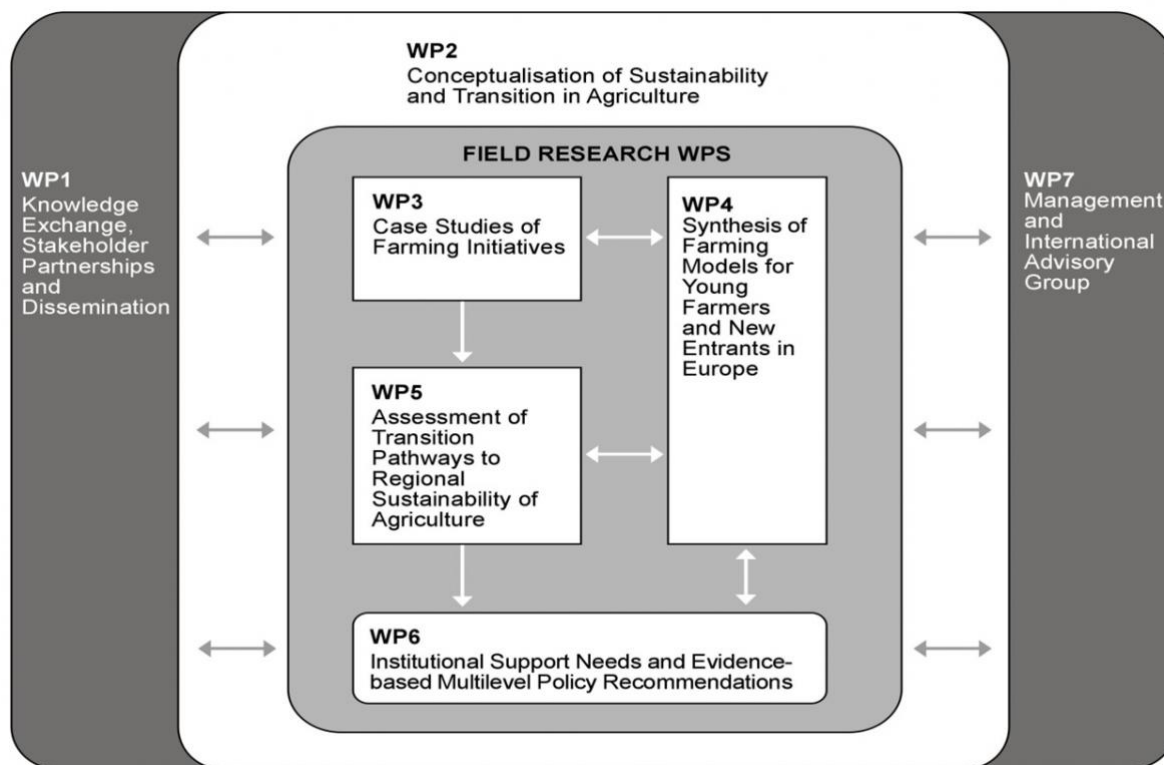 WP2
Conceptualisation of Sustainability
and Transition in Agriculture
FIELD RESEARCH WPS
WP1
Knowledge
Exchange,
Stakeholder
Partnerships
and
Dissemination
WP3
Case Studies of
Farming Initiatives
WP4
Synthesis of
Farming
Models for
Young
Farmers
and New
Entrants in
Europe
WP7
Management
and
International
Advisory
Group
WP5
Assessment of
Transition
Pathways to
Regional
Sustainability of
Agriculture
WP6
Institutional Support Needs and Evidence-
based Multilevel Policy Recommendations